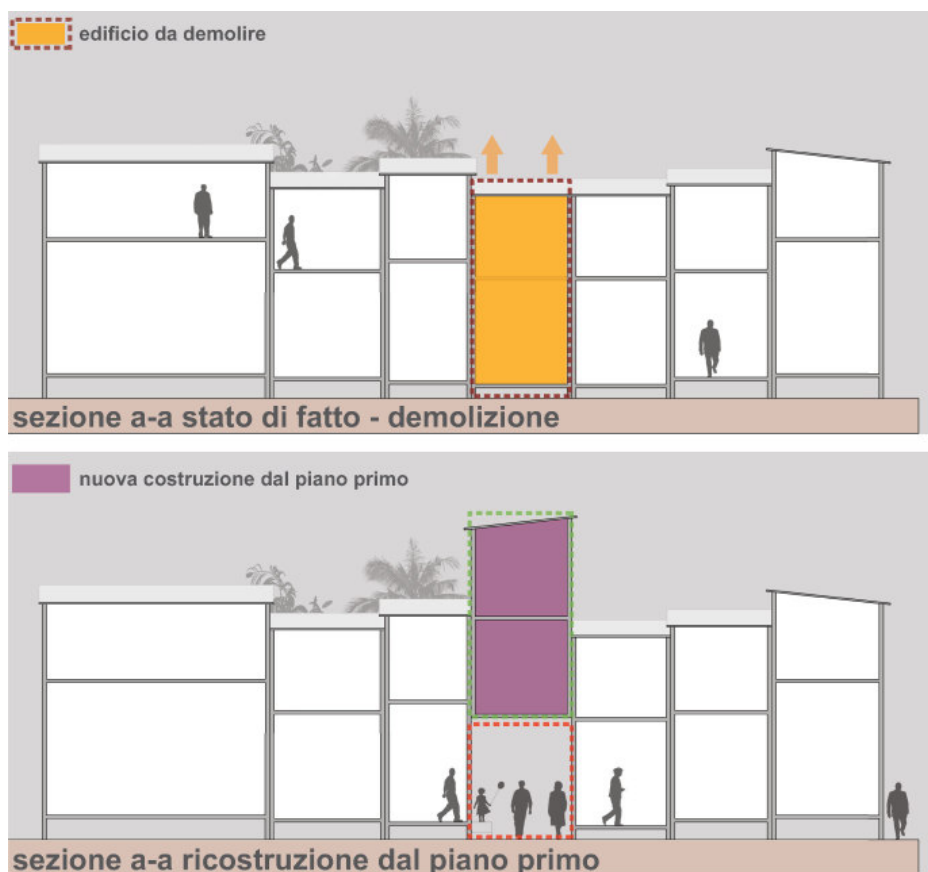 edificio da demolire
sezione a-a stato di fatto - demolizione
nuova costruzione dal piano primo
sezione a-a ricostruzione dal piano primo